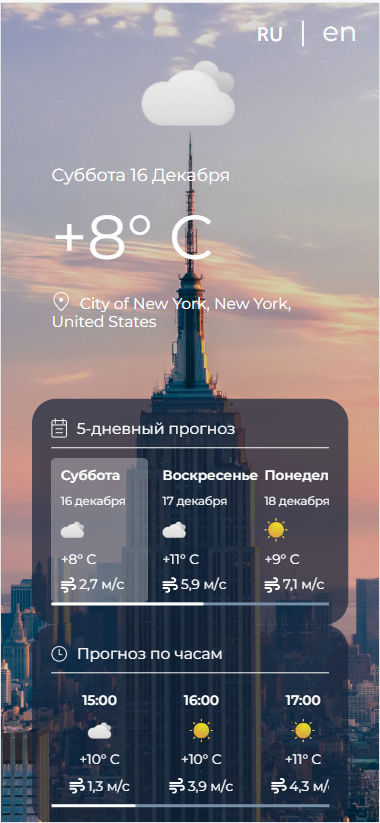 RU | en
Суббота 16 Декабря
+8° C
City of New York, New York,
United States
5-дневный прогноз
Суббота Воскресенье Понедел
16 декабря 17 декабря 18 декабря
+8° C +11° C +9° C
2,7 м/с 5,9 м/с 7,1 м/с
Прогноз по часам
15:00 16:00 17:00
+10° C +10° C +11° C
1,3 м/с 3,9 м/с 4,3 м/